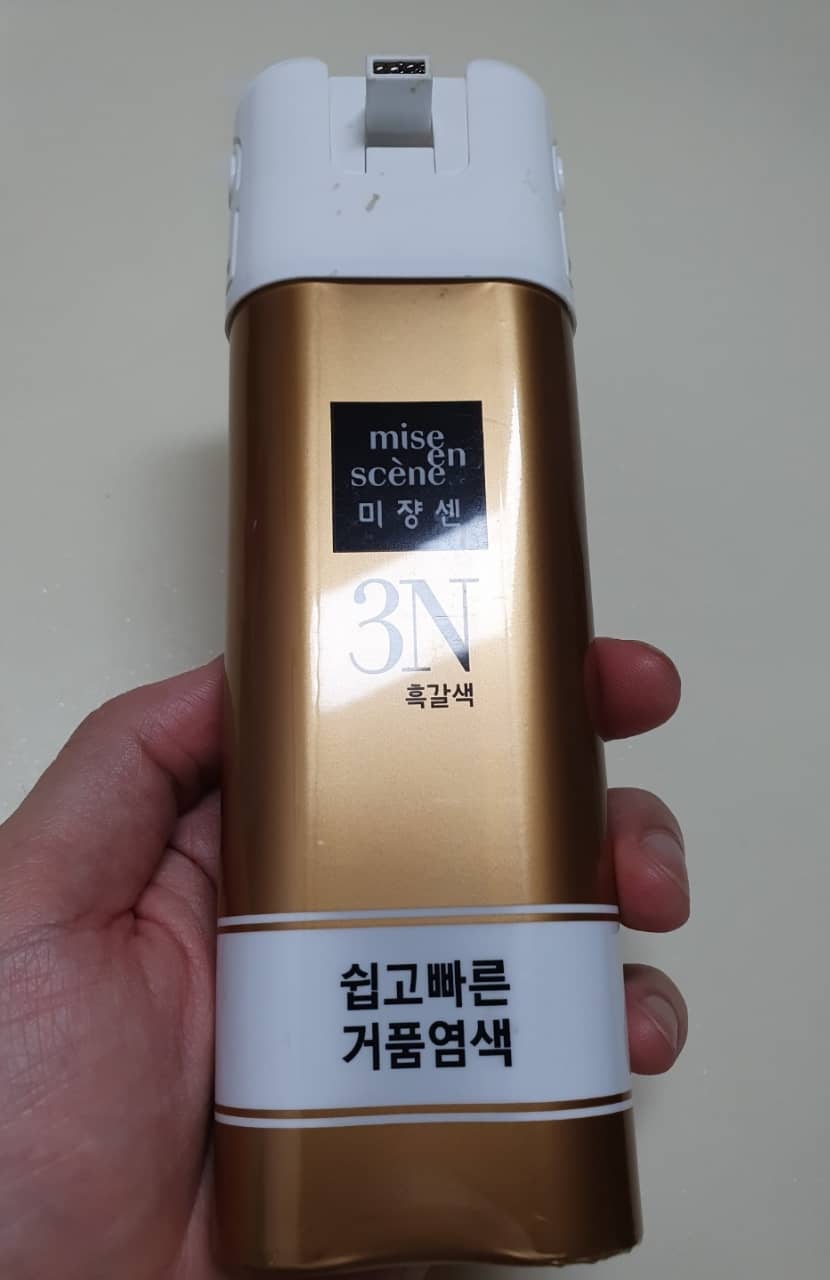 mise
en
scène
미쟝센
3N
흑갈색
쉽고빠른
거품염색